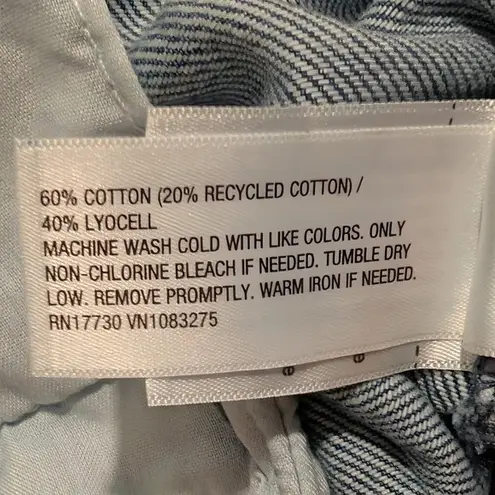 60% COTTON (20% RECYCLED COTTON) /
40% LYOCELL
MACHINE WASH COLD WITH LIKE COLORS. ONLY
NON-CHLORINE BLEACH IF NEEDED. TUMBLE DRY
LOW. REMOVE PROMPTLY. WARM IRON IF NEEDED.
RN17730 VN1083275